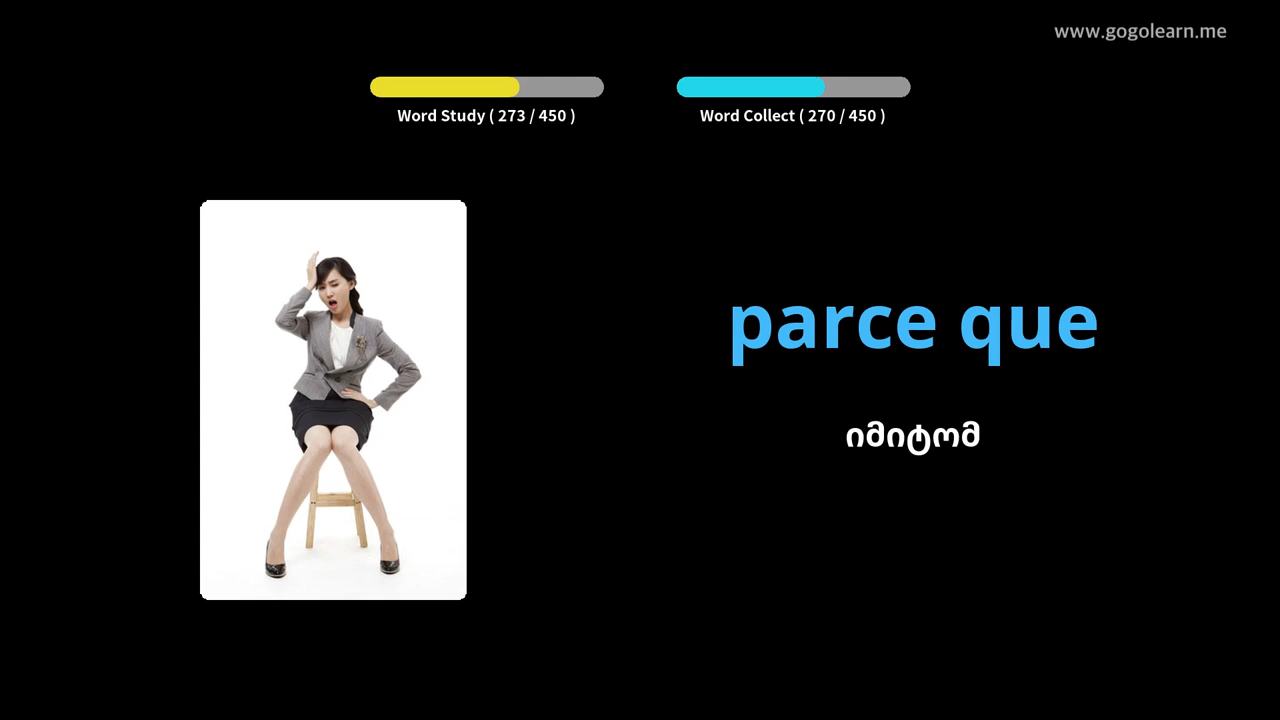 www.gogolearn.me
Word Study ( 273 / 450 )
Word Collect ( 270 / 450 )
parce que
იმიტომ